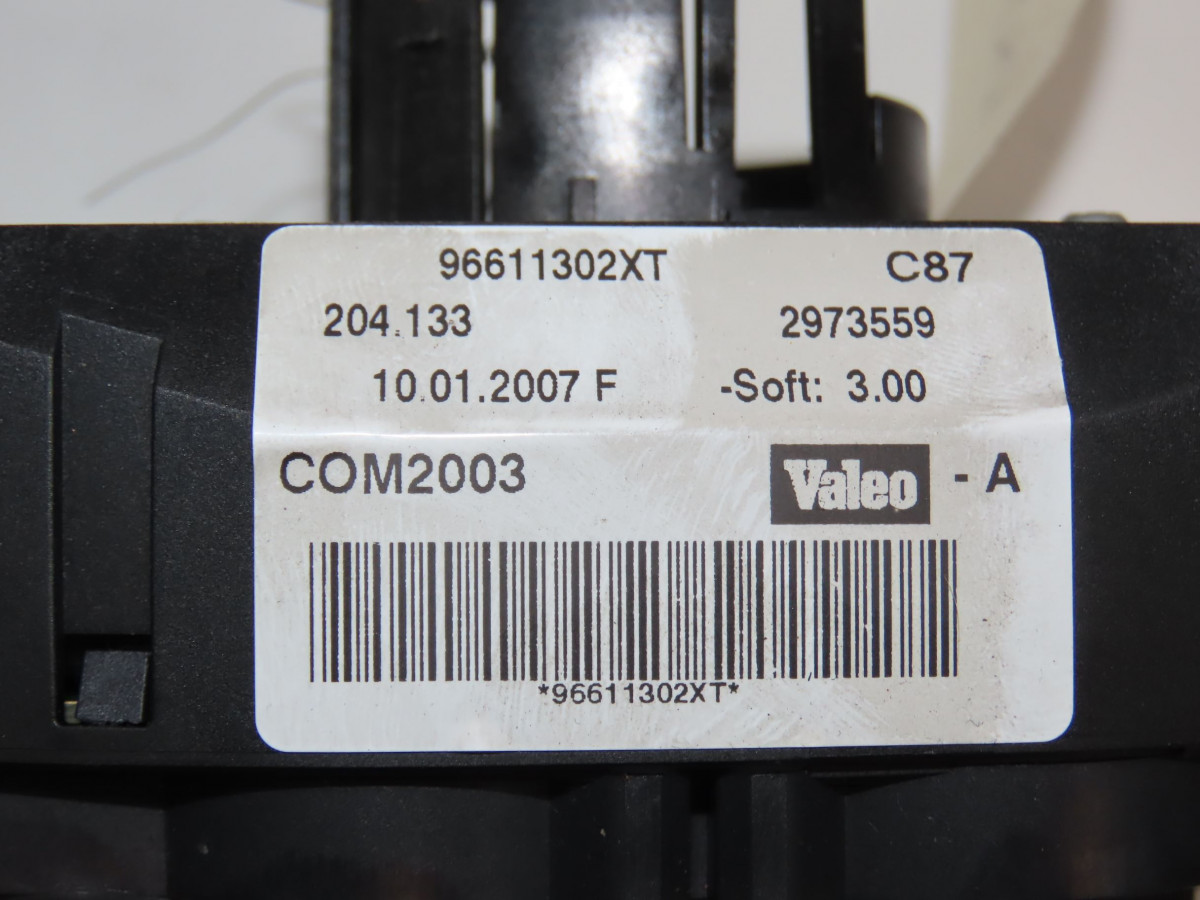 96611302XT C87
204.133 2973559
10.01.2007 F -Soft: 3.00
COM2003 Valeo - A
*96611302XT*